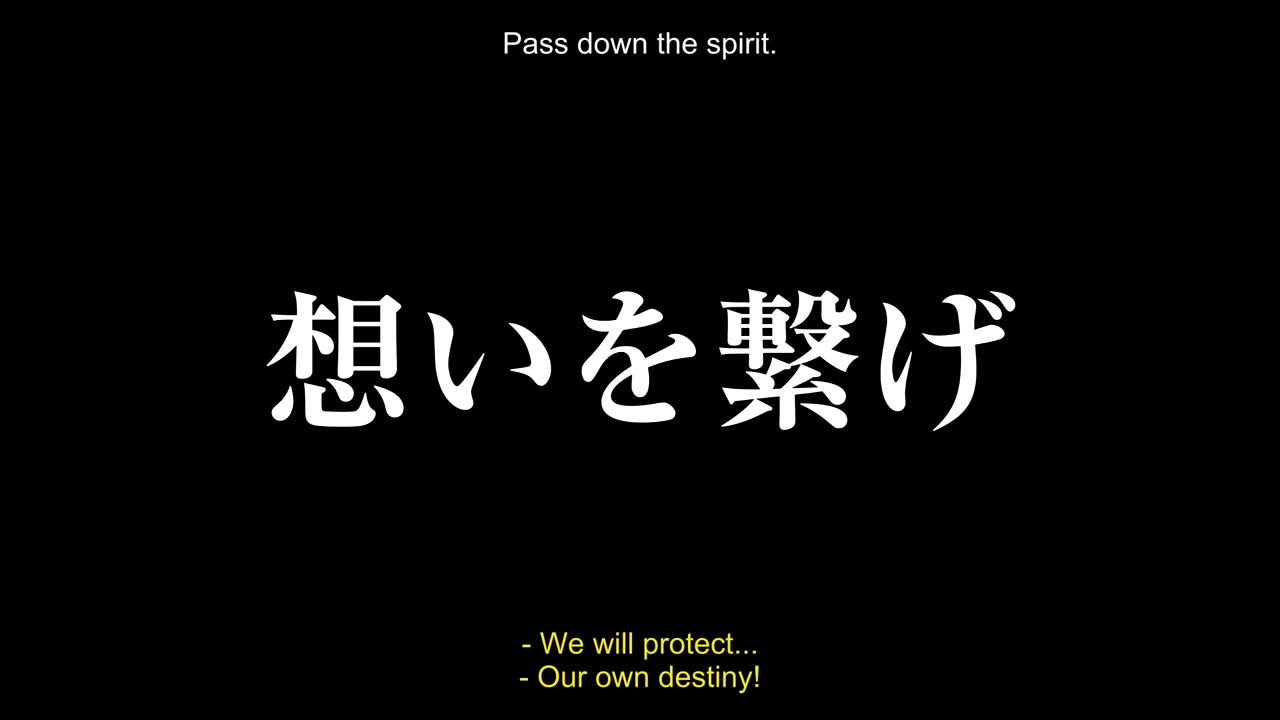 Pass down the spirit.
想いを繋げ
- We will protect...
- Our own destiny!